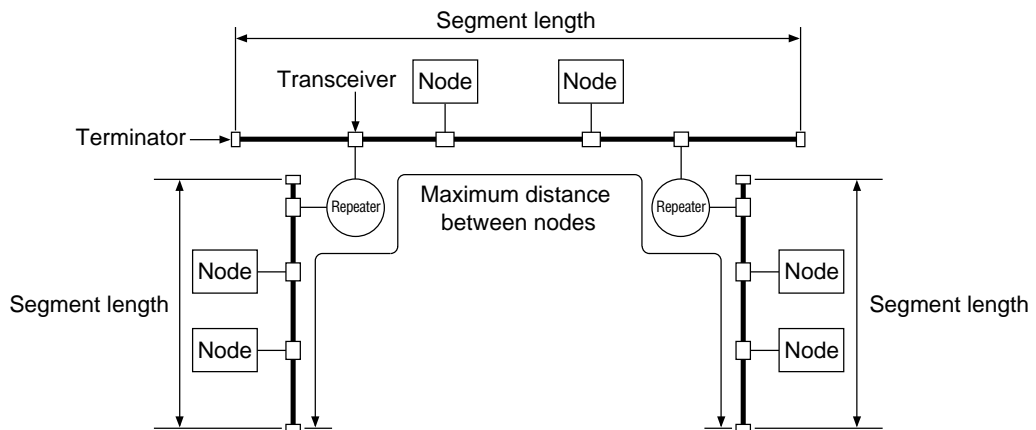 Segment length
Transceiver
Node
Node
Terminator
Repeater
Maximum distance
between nodes
Repeater
Node
Node
Segment length
Segment length
Node
Node